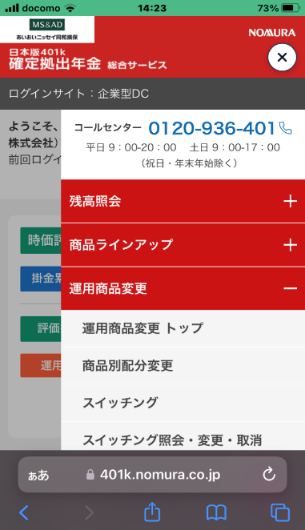 docomo 14:23 73%
MS&AD
あいおいニッセイ同和損保
NOMURA
日本版401k
確定拠出年金 総合サービス
ログインサイト：企業型DC
ようこそ、
株式会社）
前回ログイ
コールセンター 0120-936-401
平日 9：00-20：00 土日 9：00-17：00
（祝日・年末年始除く）
残高照会
商品ラインアップ
運用商品変更
運用商品変更 トップ
商品別配分変更
スイッチング
スイッチング照会・変更・取消
時価評
掛金累
評価
運用
ぁあ 401k.nomura.co.jp